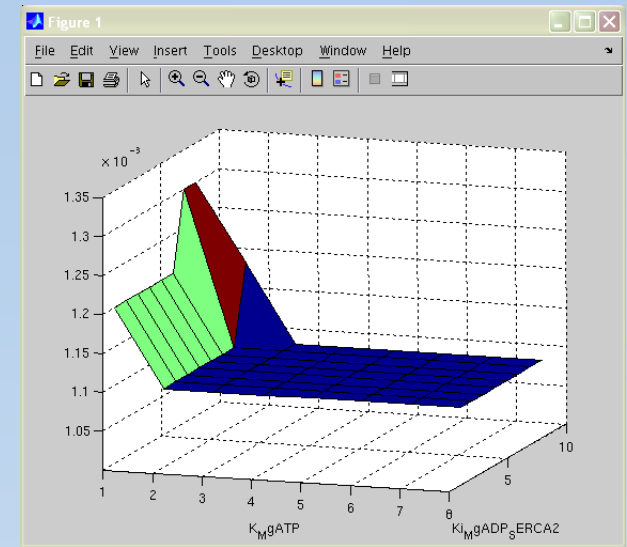 Figure 1
File Edit View Insert Tools Desktop Window Help
× 10⁻³
1.35
1.3
1.25
1.2
1.15
1.1
1.05
1 2 3 4 5 6 7 8
5
10
K_MgATP
Ki_MgADP_SERCA2